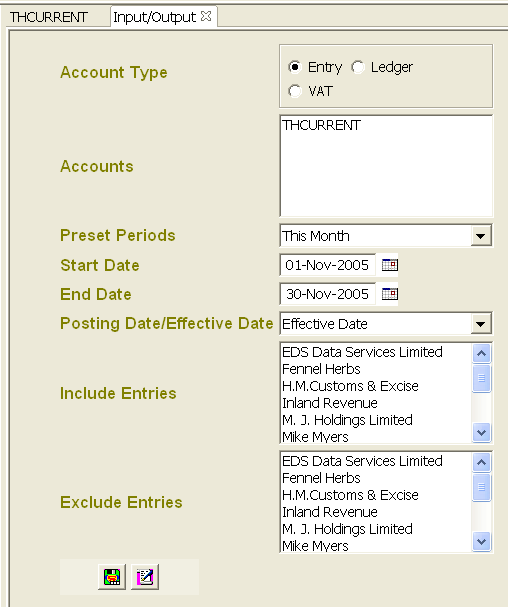 THCURRENT Input/Output
Account Type
Entry Ledger
VAT
Accounts
THCURRENT
Preset Periods This Month
Start Date 01-Nov-2005
End Date 30-Nov-2005
Posting Date/Effective Date Effective Date
Include Entries
EDS Data Services Limited
Fennel Herbs
H.M.Customs & Excise
Inland Revenue
M. J. Holdings Limited
Mike Myers
Exclude Entries
EDS Data Services Limited
Fennel Herbs
H.M.Customs & Excise
Inland Revenue
M. J. Holdings Limited
Mike Myers